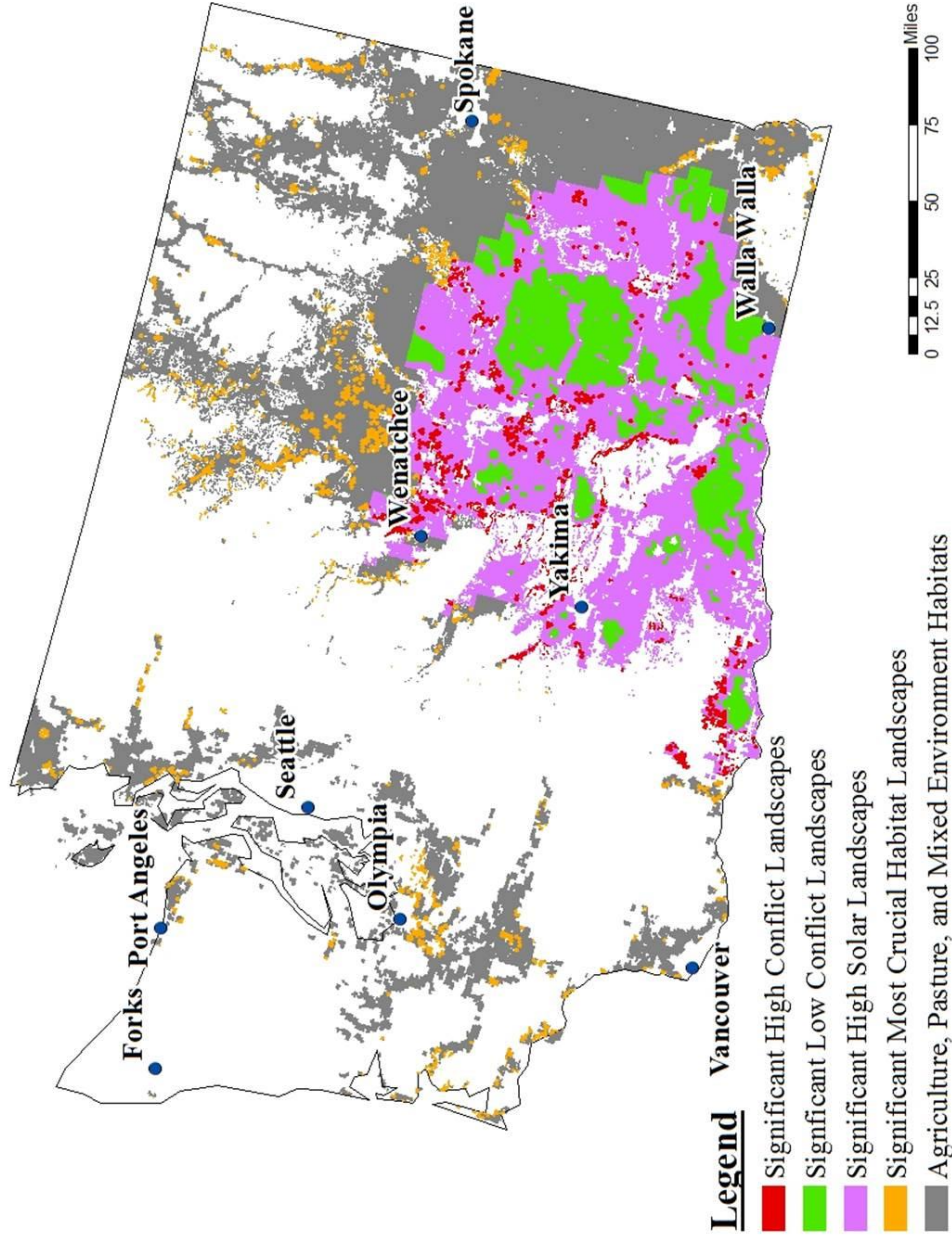 Forks
Port Angeles
Seattle
Olympia
Wenatchee
Spokane
Yakima
Walla Walla
Vancouver
Legend
Significant High Conflict Landscapes
Signficant Low Conflict Landscapes
Significant High Solar Landscapes
Significant Most Crucial Habitat Landscapes
Agriculture, Pasture, and Mixed Environment Habitats
0 12.5 25 50 75 100
Miles